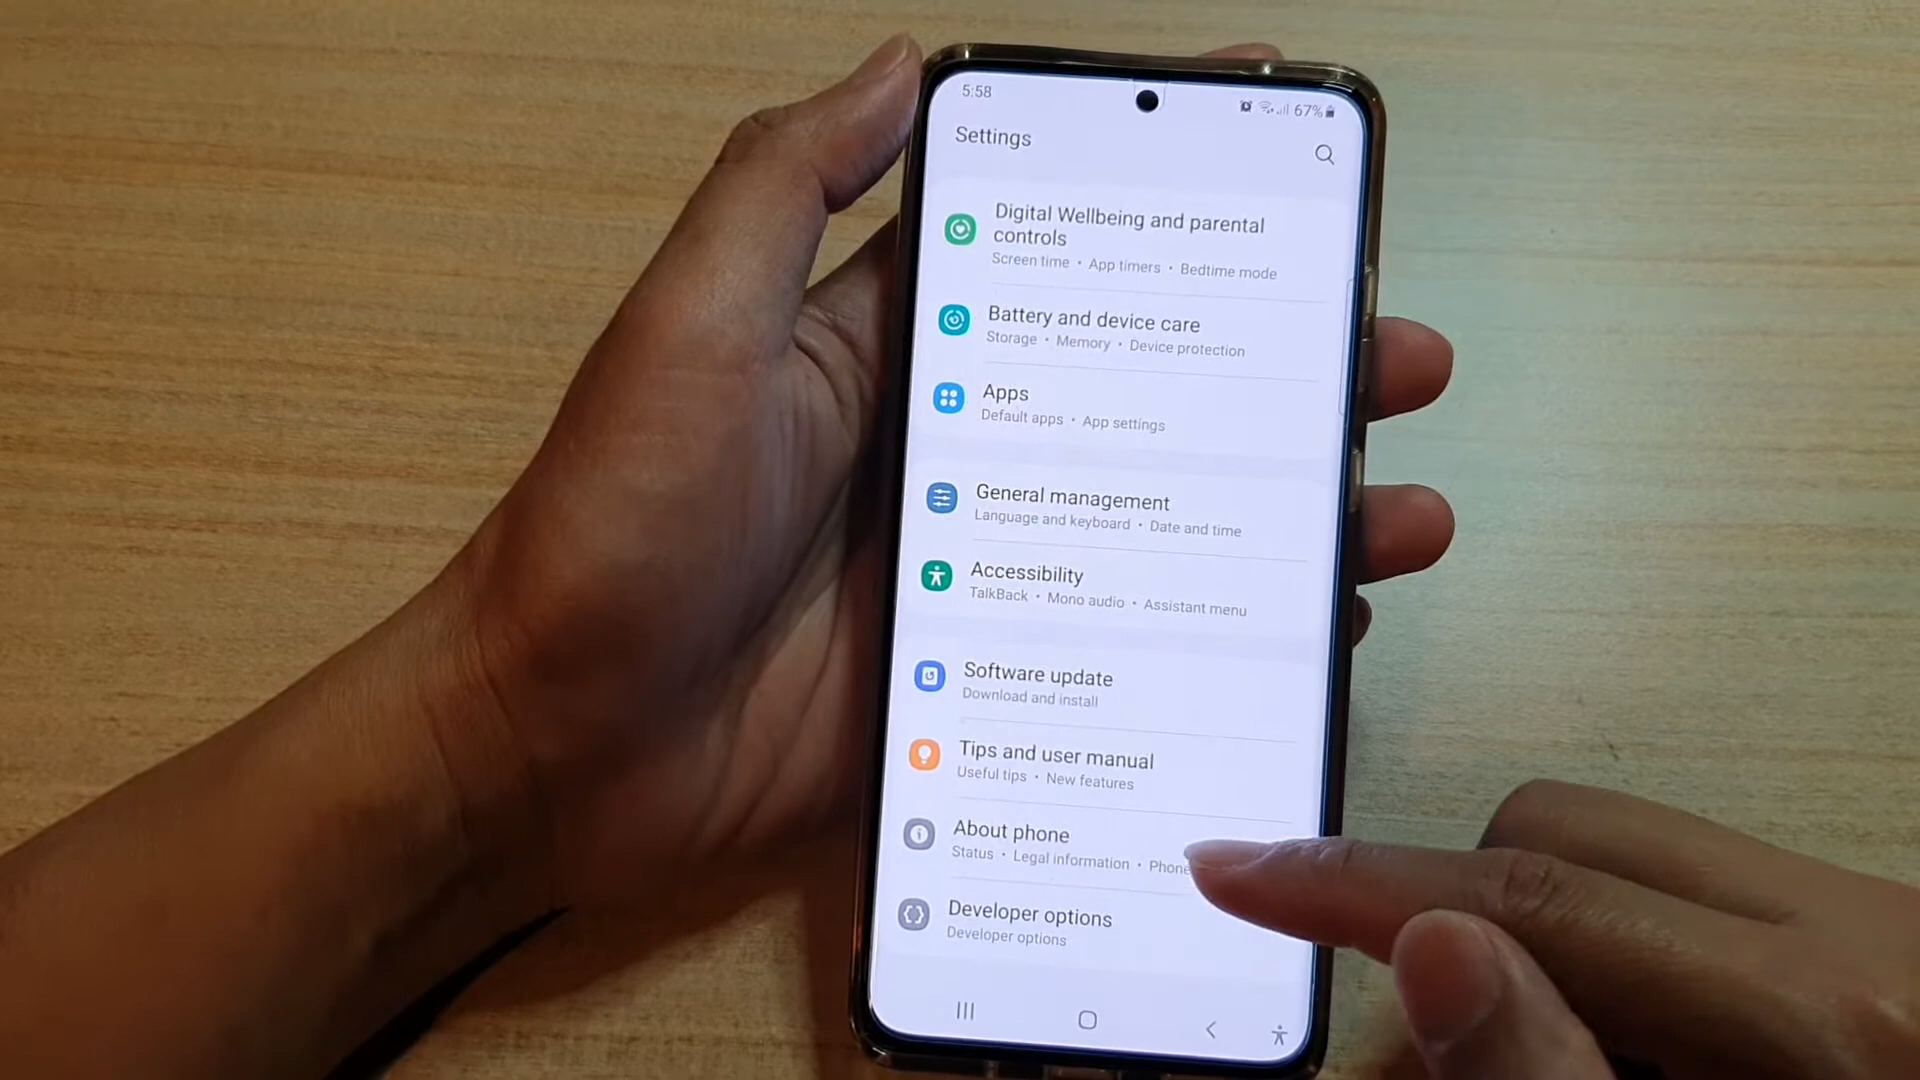 5:58
67%
Settings
Digital Wellbeing and parental
controls
Screen time • App timers • Bedtime mode
Battery and device care
Storage • Memory • Device protection
Apps
Default apps • App settings
General management
Language and keyboard • Date and time
Accessibility
TalkBack • Mono audio • Assistant menu
Software update
Download and install
Tips and user manual
Useful tips • New features
About phone
Status • Legal information • Phone
Developer options
Developer options